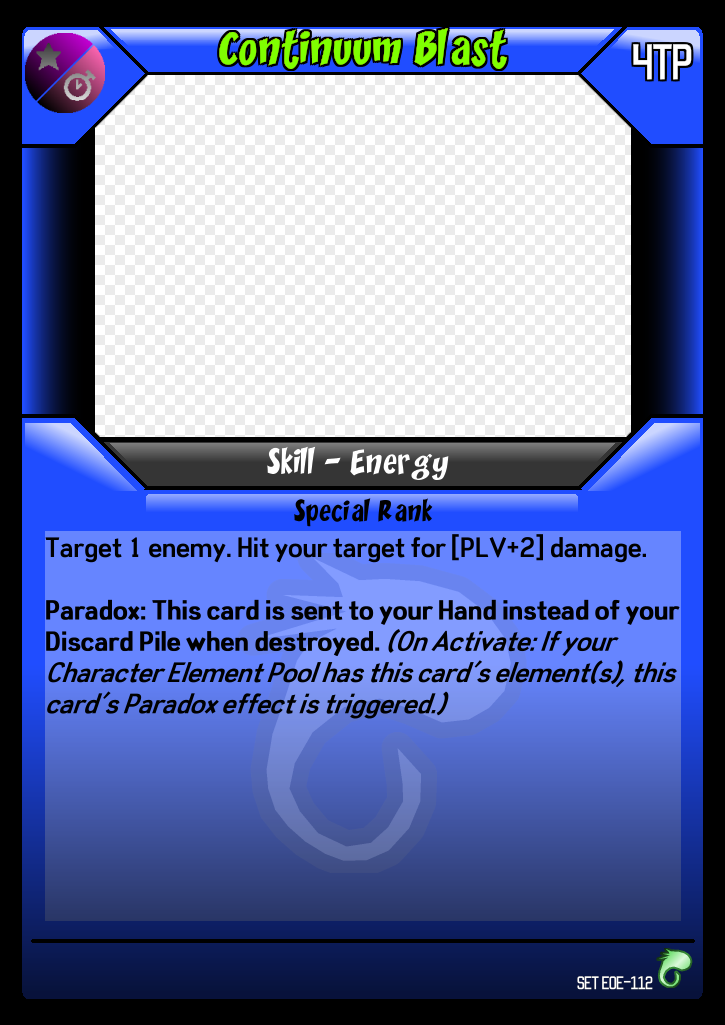 Continuum Blast
4TP
Skill - Energy
Special Rank
Target 1 enemy. Hit your target for [PLV+2] damage.
Paradox: This card is sent to your Hand instead of your
Discard Pile when destroyed. (On Activate: If your
Character Element Pool has this card's element(s), this
card's Paradox effect is triggered.)
SET EOE-112